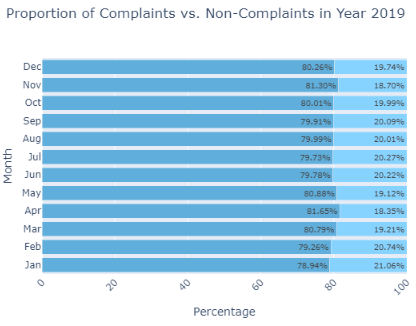 Proportion of Complaints vs. Non-Complaints in Year 2019
Month
Dec 80.26% 19.74%
Nov 81.30% 18.70%
Oct 80.01% 19.99%
Sep 79.91% 20.09%
Aug 79.99% 20.01%
Jul 79.73% 20.27%
Jun 79.78% 20.22%
May 80.88% 19.12%
Apr 81.65% 18.35%
Mar 80.79% 19.21%
Feb 79.26% 20.74%
Jan 78.94% 21.06%
0 20 40 60 80 100
Percentage